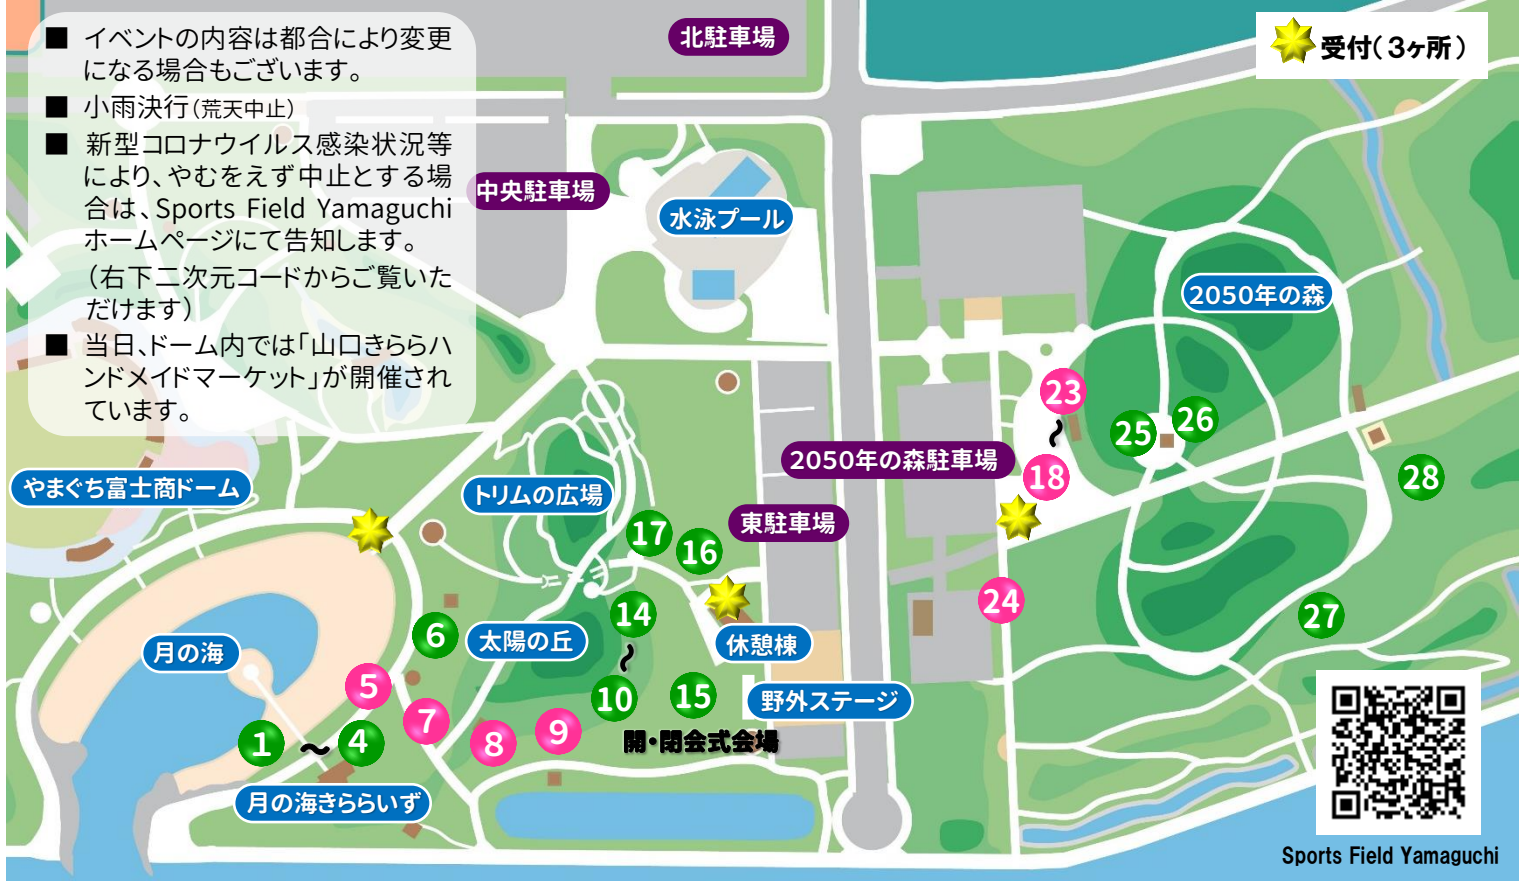 ■ イベントの内容は都合により変更
になる場合もございます。
■ 小雨決行(荒天中止)
■ 新型コロナウイルス感染状況等
により、やむをえず中止とする場
合は、Sports Field Yamaguchi
ホームページにて告知します。
(右下二次元コードからご覧いた
だけます)
■ 当日、ドーム内では「山口きららハ
ンドメイドマーケット」が開催され
ています。
北駐車場
受付(3ヶ所)
中央駐車場
水泳プール
2050年の森
23
〜
18
25
26
28
2050年の森駐車場
やまぐち富士商ドーム
トリムの広場
東駐車場
17
16
24
14
〜
10
27
6
太陽の丘
休憩棟
月の海
5
15
野外ステージ
7
1
〜
4
8
9
開・閉会式会場
月の海きららいず
Sports Field Yamaguchi